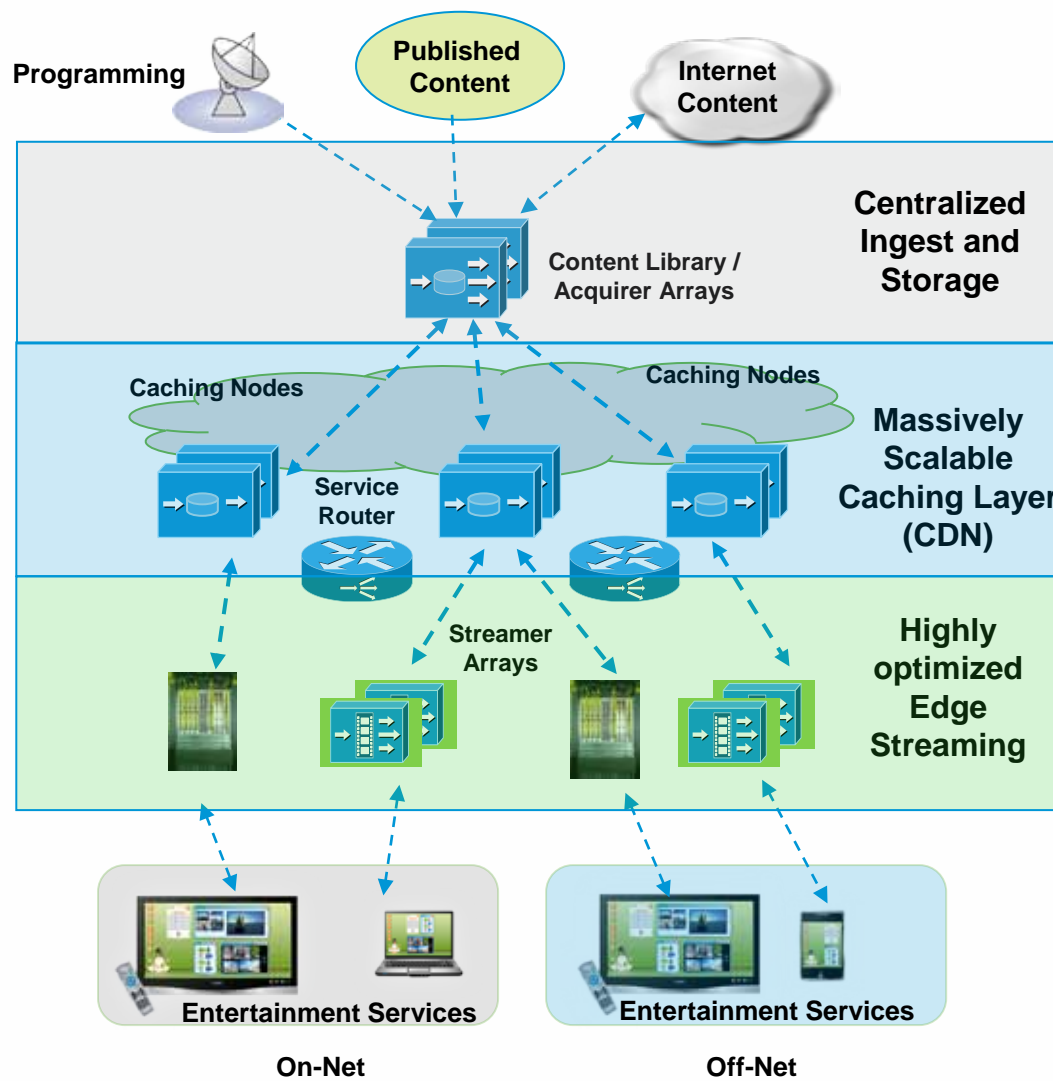 Programming
Published
Content
Internet
Content
Centralized
Ingest and
Storage
Content Library /
Acquirer Arrays
Caching Nodes
Caching Nodes
Massively
Scalable
Caching Layer
(CDN)
Service
Router
Streamer
Arrays
Highly
optimized
Edge
Streaming
Entertainment Services
Entertainment Services
On-Net
Off-Net